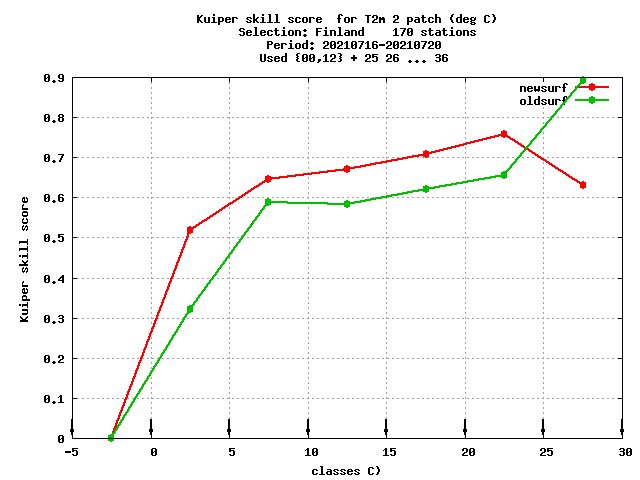 Kuiper skill score for T2m 2 patch (deg C)
Selection: Finland 170 stations
Period: 20210716-20210720
Used {00,12} + 25 26 ... 36
newsurf
oldsurf
Kuiper skill score
0.9
0.8
0.7
0.6
0.5
0.4
0.3
0.2
0.1
0
-5 0 5 10 15 20 25 30
classes C)